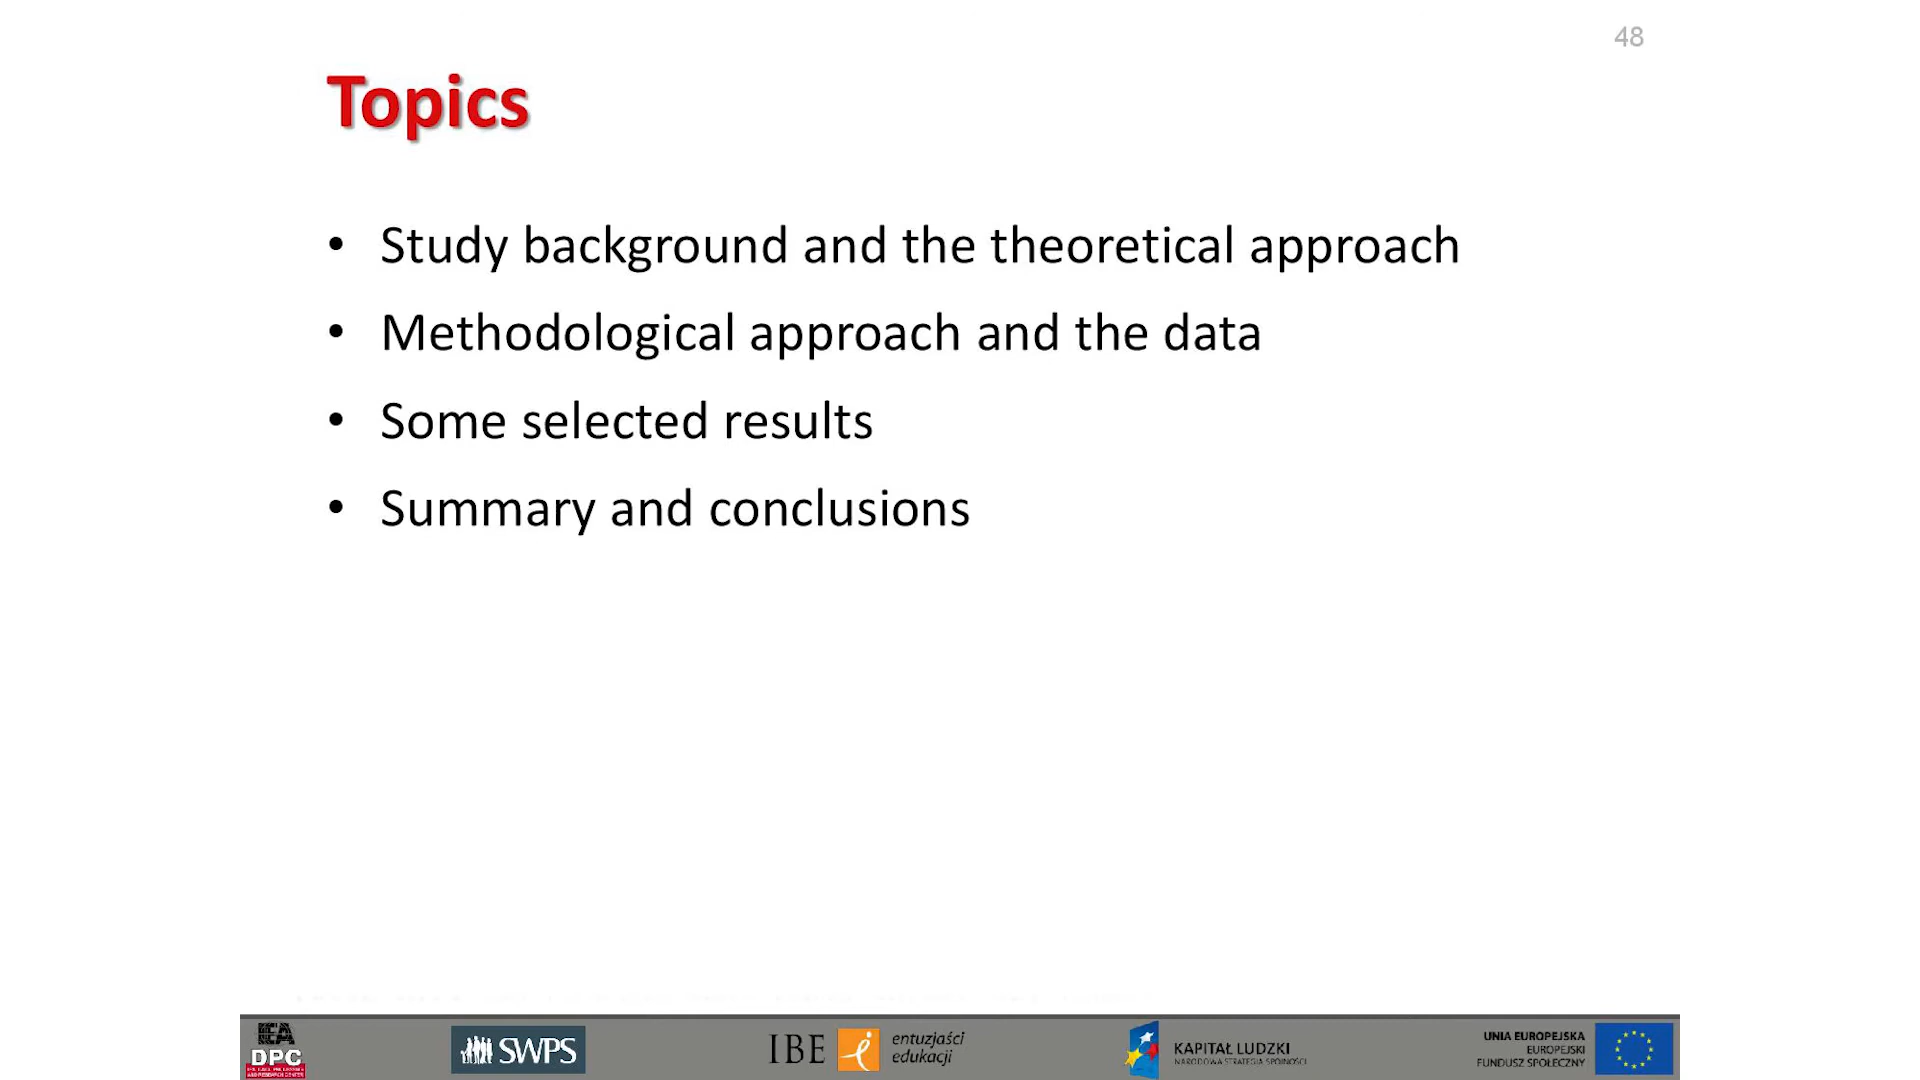 48
Topics
• Study background and the theoretical approach
• Methodological approach and the data
• Some selected results
• Summary and conclusions
IEA
DPC
SWPS
IBE
entuzjaści
edukacji
KAPITAŁ LUDZKI
NARODOWA STRATEGIA SPÓJNOŚCI
UNIA EUROPEJSKA
EUROPEJSKI
FUNDUSZ SPOŁECZNY